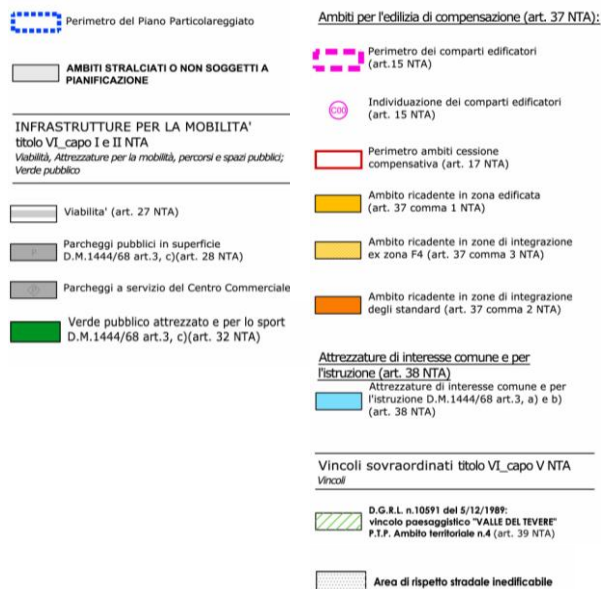 Perimetro del Piano Particolareggiato
AMBITI STRALCIATI O NON SOGGETTI A
PIANIFICAZIONE
INFRASTRUTTURE PER LA MOBILITA'
titolo VI_capo I e II NTA
Viabilità, Attrezzature per la mobilità, percorsi e spazi pubblici;
Verde pubblico
Viabilita' (art. 27 NTA)
P
Parcheggi pubblici in superficie
D.M.1444/68 art.3, c)(art. 28 NTA)
P
Parcheggi a servizio del Centro Commerciale
Verde pubblico attrezzato e per lo sport
D.M.1444/68 art.3, c)(art. 32 NTA)
Ambiti per l'edilizia di compensazione (art. 37 NTA):
Perimetro dei comparti edificatori
(art.15 NTA)
Individuazione dei comparti edificatori
(art. 15 NTA)
Perimetro ambiti cessione
compensativa (art. 17 NTA)
Ambito ricadente in zona edificata
(art. 37 comma 1 NTA)
Ambito ricadente in zone di integrazione
ex zona F4 (art. 37 comma 3 NTA)
Ambito ricadente in zone di integrazione
degli standard (art. 37 comma 2 NTA)
Attrezzature di interesse comune e per
l'istruzione (art. 38 NTA)
Attrezzature di interesse comune e per
l'istruzione D.M.1444/68 art.3, a) e b)
(art. 38 NTA)
Vincoli sovraordinati titolo VI_capo V NTA
Vincoli
D.G.R.L. n.10591 del 5/12/1989:
vincolo paesaggistico "VALLE DEL TEVERE"
P.T.P. Ambito territoriale n.4 (art. 39 NTA)
Area di rispetto stradale inedificabile